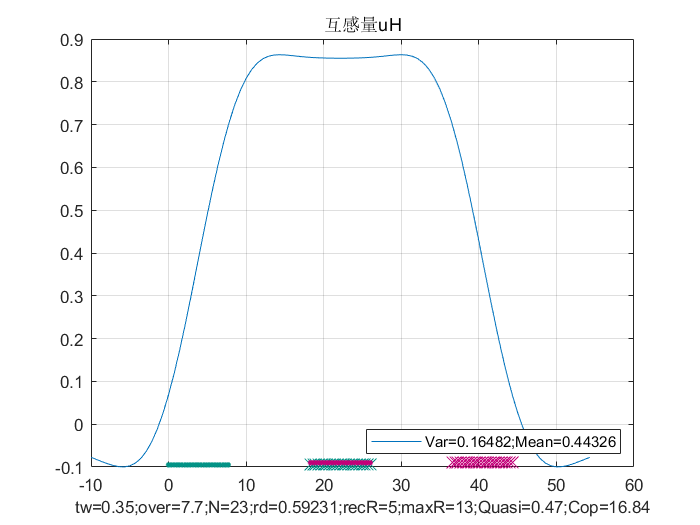 互感量uH
0.9
0.8
0.7
0.6
0.5
0.4
0.3
0.2
0.1
0
-0.1
Var=0.16482;Mean=0.44326
-10 0 10 20 30 40 50 60
tw=0.35;over=7.7;N=23;rd=0.59231;recR=5;maxR=13;Quasi=0.47;Cop=16.84